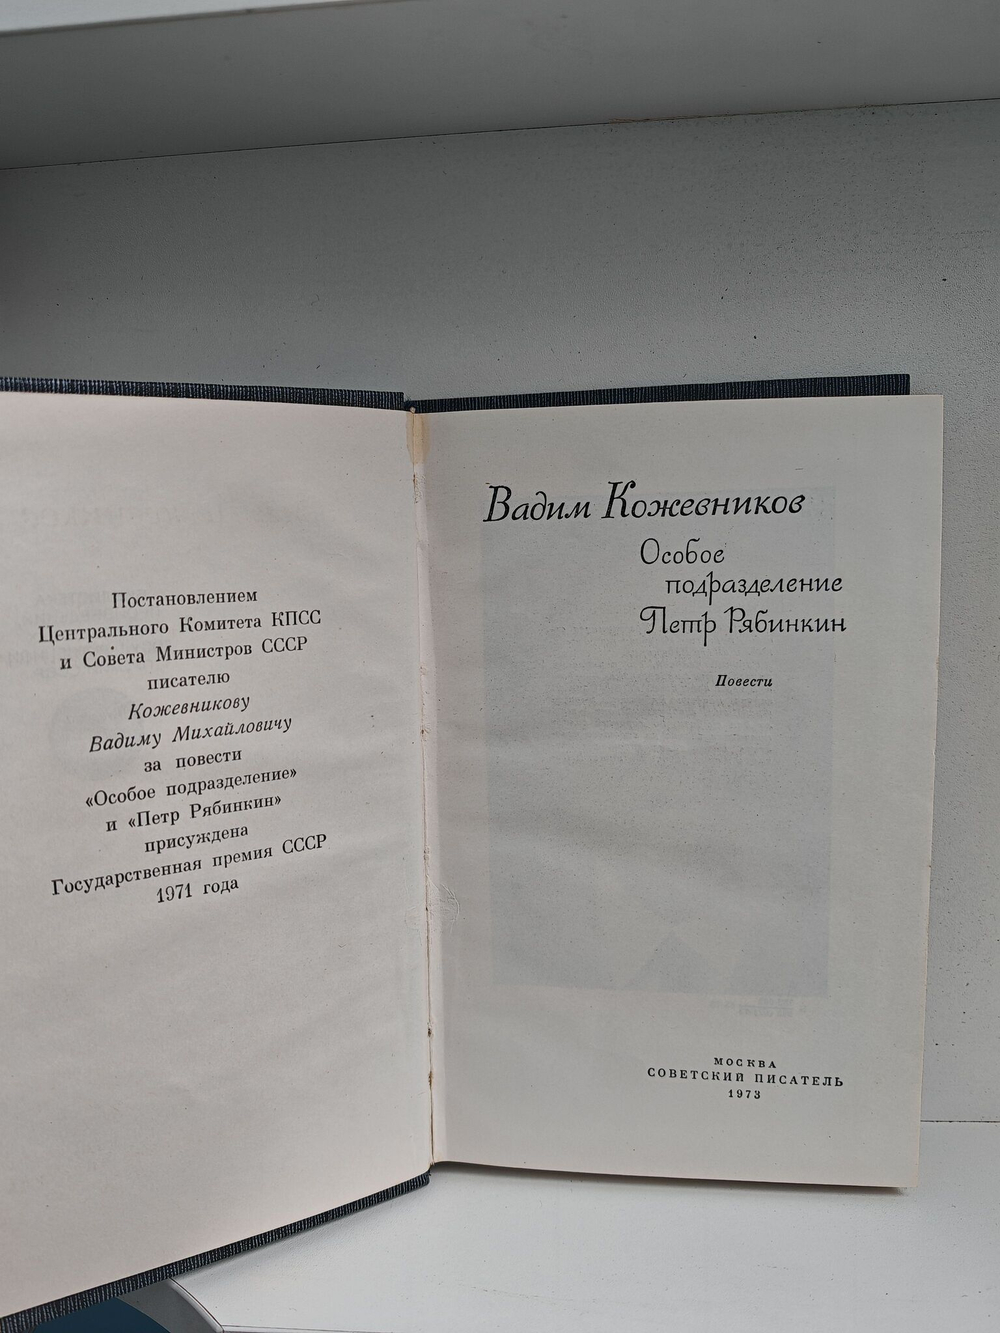 Постановлением
Центрального Комитета КПСС
и Совета Министров СССР
писателю
Кожевникову
Вадиму Михайловичу
за повести
«Особое подразделение»
и «Петр Рябинкин»
присуждена
Государственная премия СССР
1971 года
Вадим Кожевников
Особое
подразделение
Петр Рябинкин
Повести
МОСКВА
СОВЕТСКИЙ ПИСАТЕЛЬ
1973